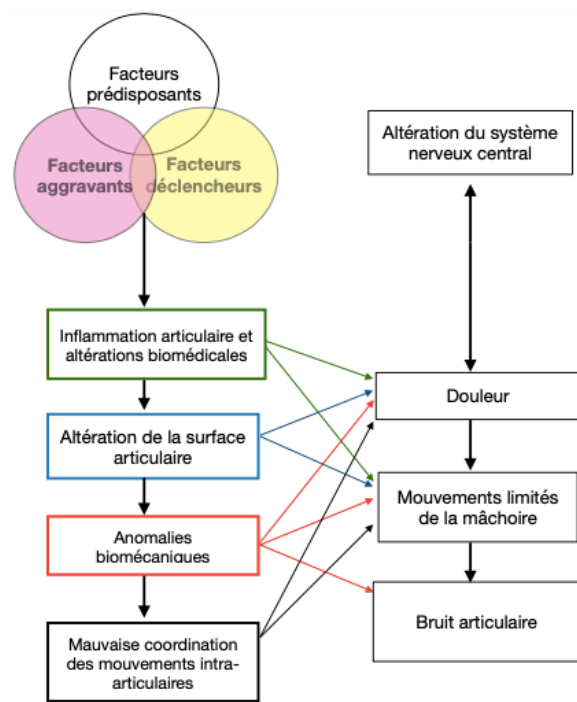 Facteurs
prédisposants
Facteurs
aggravants
Facteurs
déclencheurs
Altération du système
nerveux central
Inflammation articulaire et
altérations biomédicales
Douleur
Altération de la surface
articulaire
Mouvements limités
de la mâchoire
Anomalies
biomécaniques
Bruit articulaire
Mauvaise coordination
des mouvements intra-
articulaires